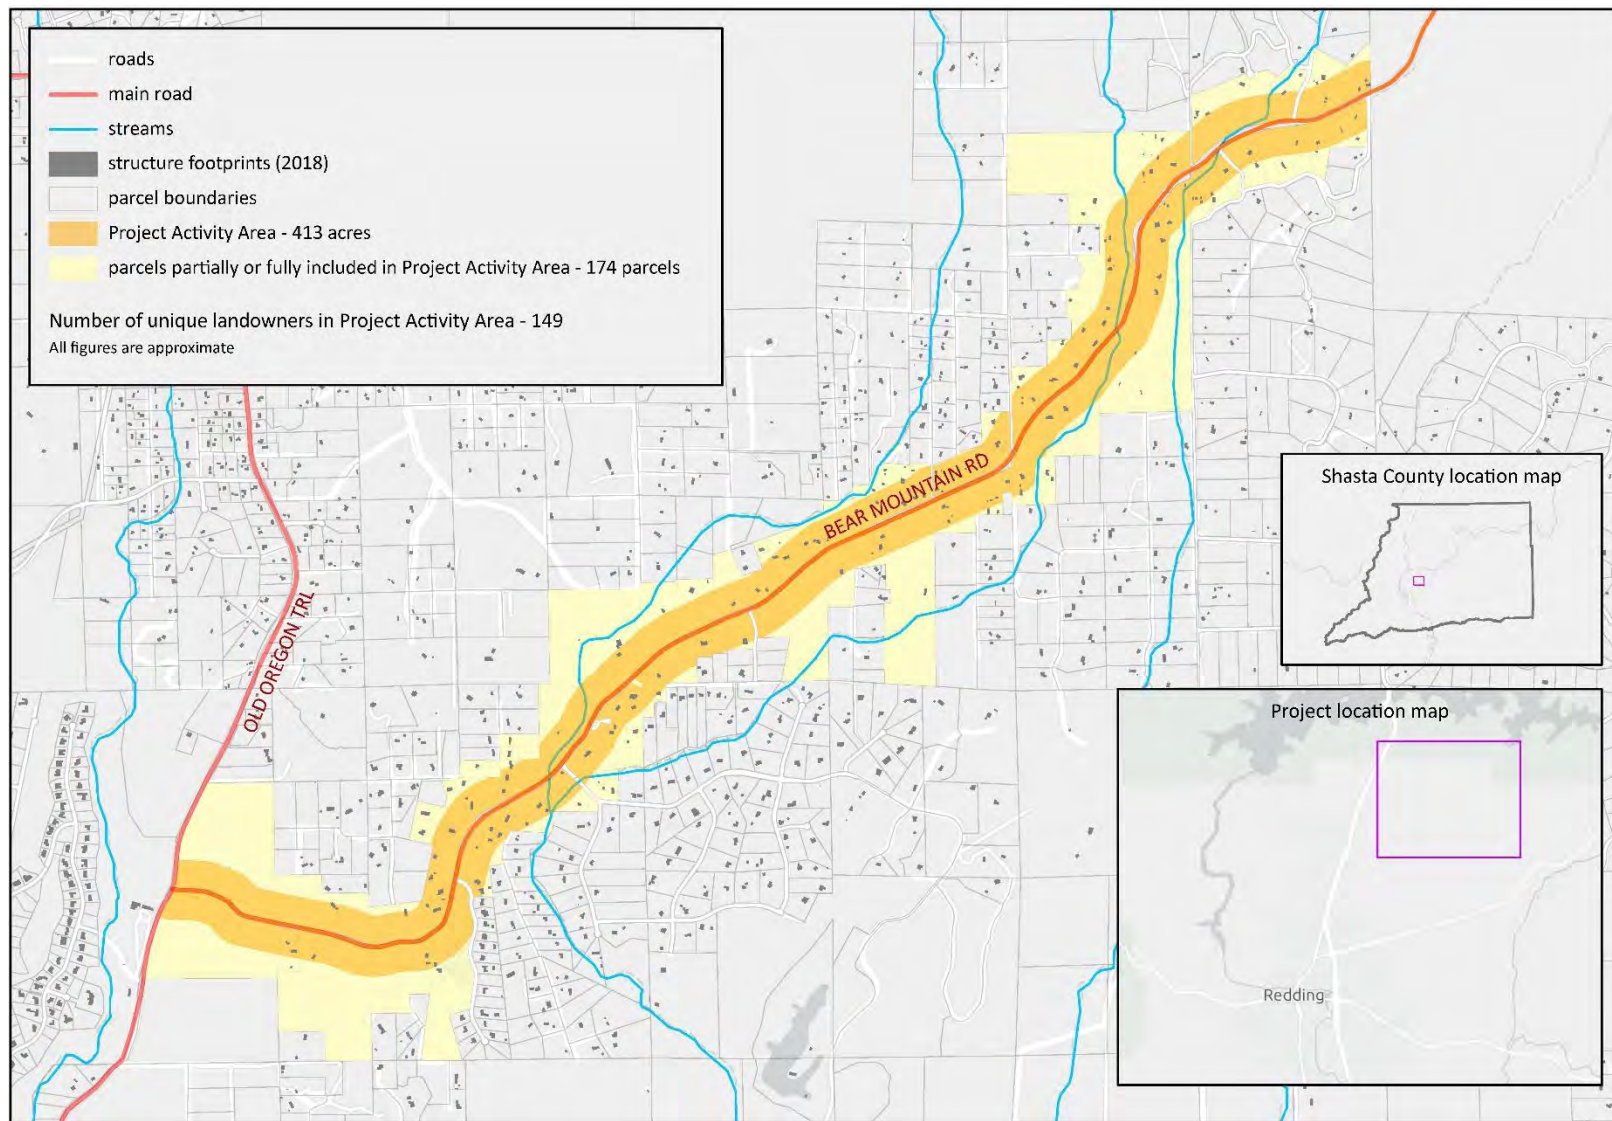 roads
main road
streams
structure footprints (2018)
parcel boundaries
Project Activity Area - 413 acres
parcels partially or fully included in Project Activity Area - 174 parcels
Number of unique landowners in Project Activity Area - 149
All figures are approximate
BEAR MOUNTAIN RD
OLD OREGON TRL
Shasta County location map
Project location map
Redding